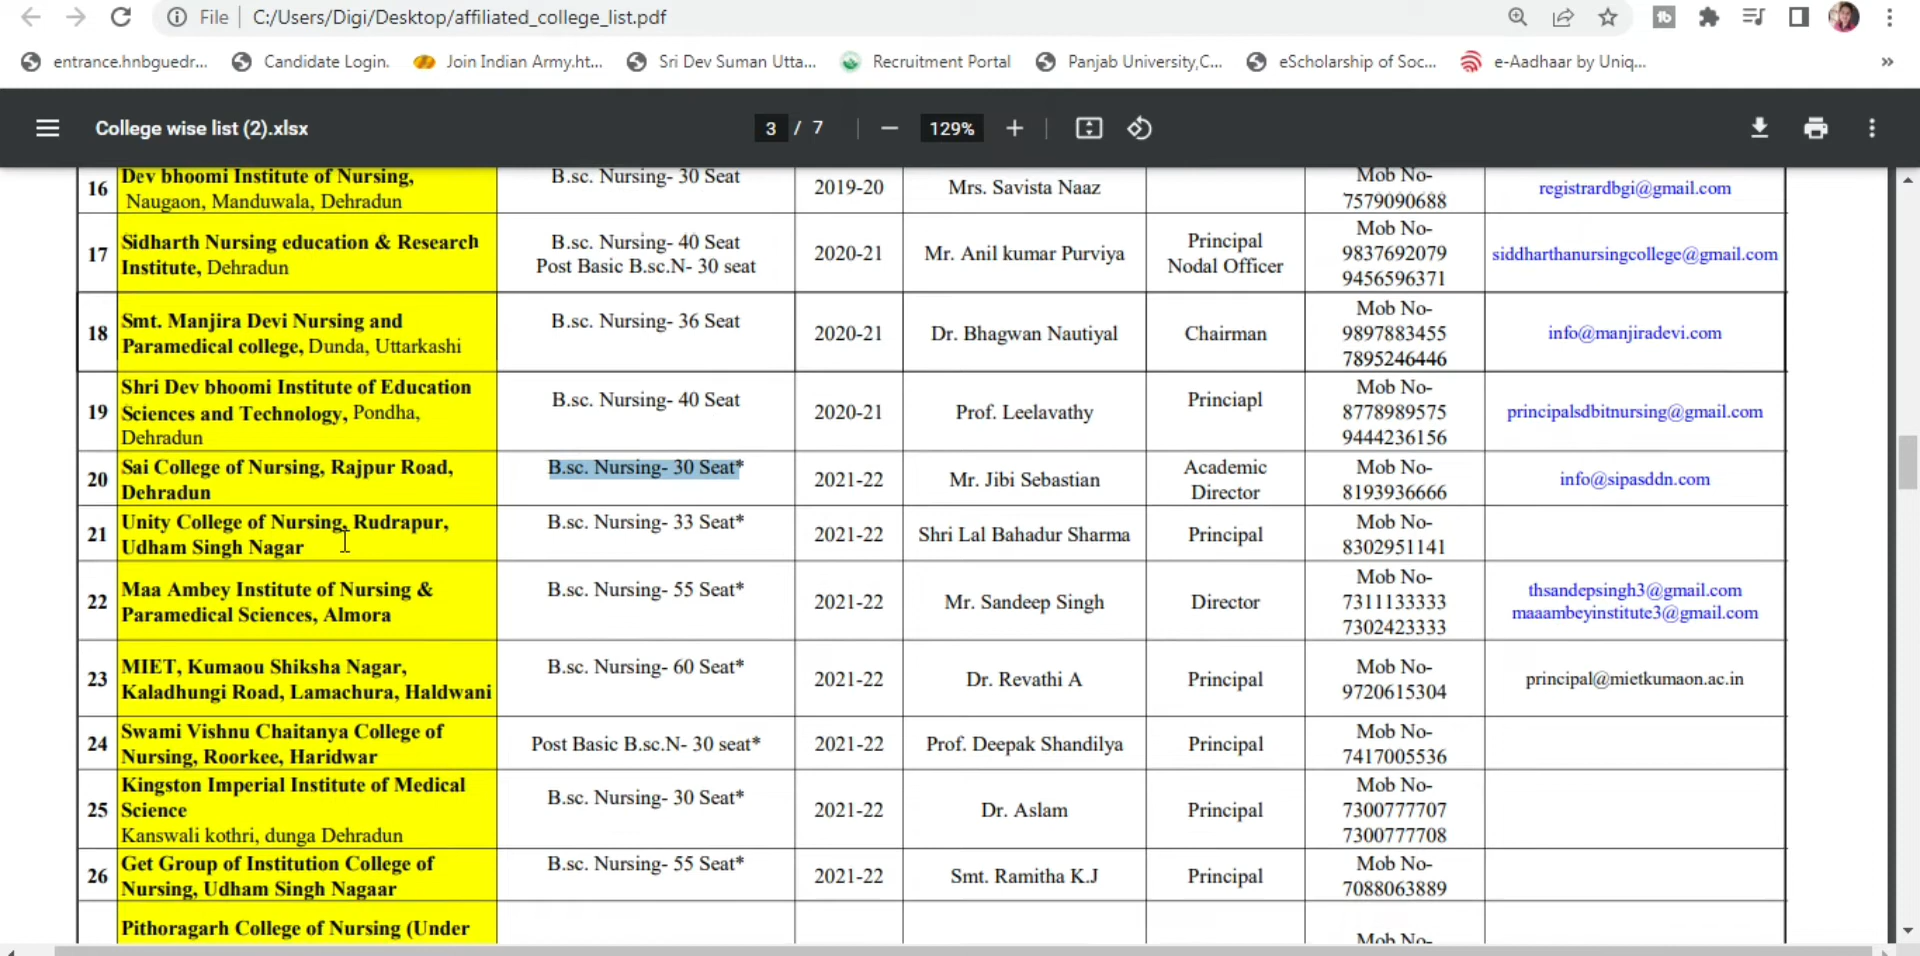 File C:/Users/Digi/Desktop/affiliated_college_list.pdf
entrance.hnbguedr... Candidate Login. Join Indian Army.ht... Sri Dev Suman Utta... Recruitment Portal Panjab University,C... eScholarship of Soc... e-Aadhaar by Uniq... »
College wise list (2).xlsx 3 / 7 129%
16 Dev bhoomi Institute of Nursing, Naugaon, Manduwala, Dehradun B.sc. Nursing- 30 Seat 2019-20 Mrs. Savista Naaz Mob No- 7579090688 registrardbgi@gmail.com
17 Sidharth Nursing education & Research Institute, Dehradun B.sc. Nursing- 40 Seat Post Basic B.sc.N- 30 seat 2020-21 Mr. Anil kumar Purviya Principal Nodal Officer Mob No- 9837692079 9456596371 siddharthanursingcollege@gmail.com
18 Smt. Manjira Devi Nursing and Paramedical college, Dunda, Uttarkashi B.sc. Nursing- 36 Seat 2020-21 Dr. Bhagwan Nautiyal Chairman Mob No- 9897883455 7895246446 info@manjiradevi.com
19 Shri Dev bhoomi Institute of Education Sciences and Technology, Pondha, Dehradun B.sc. Nursing- 40 Seat 2020-21 Prof. Leelavathy Princiapl Mob No- 8778989575 9444236156 principalsdbitnursing@gmail.com
20 Sai College of Nursing, Rajpur Road, Dehradun B.sc. Nursing- 30 Seat* 2021-22 Mr. Jibi Sebastian Academic Director Mob No- 8193936666 info@sipasddn.com
21 Unity College of Nursing, Rudrapur, Udham Singh Nagar B.sc. Nursing- 33 Seat* 2021-22 Shri Lal Bahadur Sharma Principal Mob No- 8302951141
22 Maa Ambey Institute of Nursing & Paramedical Sciences, Almora B.sc. Nursing- 55 Seat* 2021-22 Mr. Sandeep Singh Director Mob No- 7311133333 7302423333 thsandepsingh3@gmail.com maaambeyinstitute3@gmail.com
23 MIET, Kumaou Shiksha Nagar, Kaladhungi Road, Lamachura, Haldwani B.sc. Nursing- 60 Seat* 2021-22 Dr. Revathi A Principal Mob No- 9720615304 principal@mietkumaon.ac.in
24 Swami Vishnu Chaitanya College of Nursing, Roorkee, Haridwar Post Basic B.sc.N- 30 seat* 2021-22 Prof. Deepak Shandilya Principal Mob No- 7417005536
25 Kingston Imperial Institute of Medical Science Kanswali kothri, dunga Dehradun B.sc. Nursing- 30 Seat* 2021-22 Dr. Aslam Principal Mob No- 7300777707 7300777708
26 Get Group of Institution College of Nursing, Udham Singh Nagaar B.sc. Nursing- 55 Seat* 2021-22 Smt. Ramitha K.J Principal Mob No- 7088063889
Pithoragarh College of Nursing (Under Mob No-